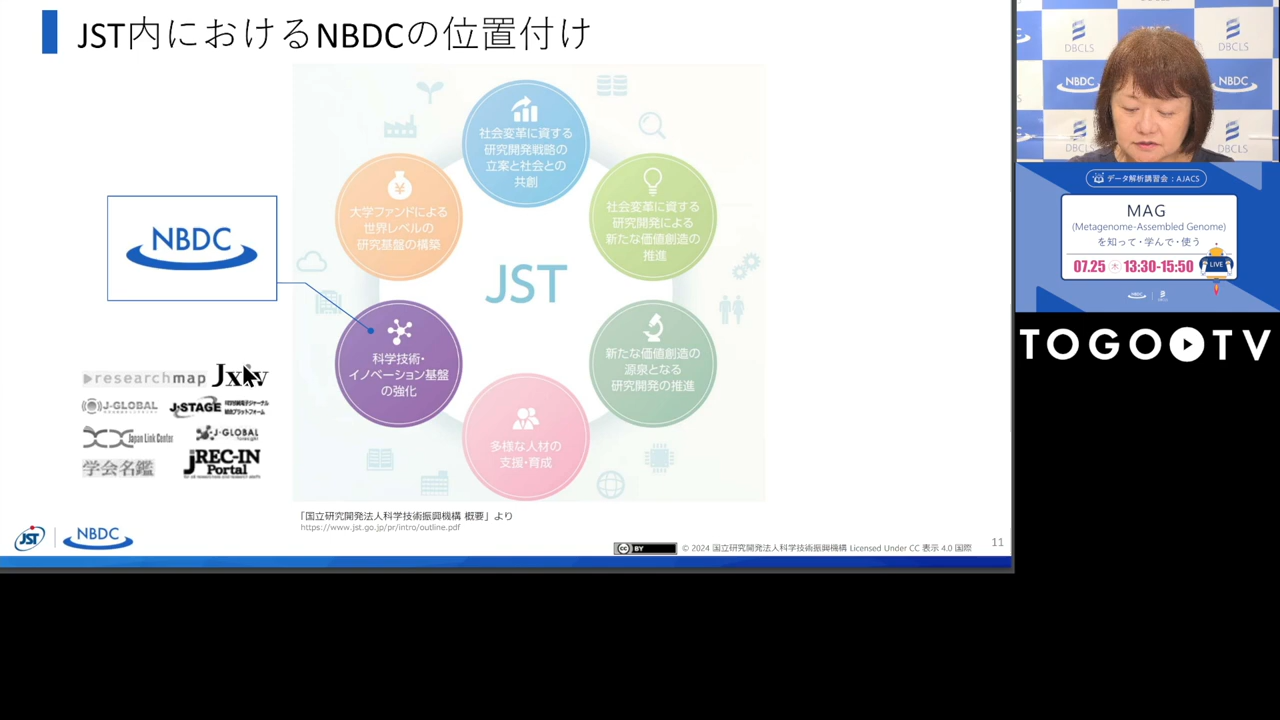 JST内におけるNBDCの位置付け
社会変革に資する
研究開発戦略の
立案と社会との
共創
大学ファンドによる
世界レベルの
研究基盤の構築
社会変革に資する
研究開発による
新たな価値創造の
推進
NBDC
JST
科学技術・
イノベーション基盤
の強化
新たな価値創造の
源泉となる
研究開発の推進
多様な人材の
支援・育成
researchmap
J-GLOBAL
J-STAGE
Japan Link Center
J-GLOBAL
学会名鑑
jREC-IN
Portal
「国立研究開発法人科学技術振興機構 概要」より
https://www.jst.go.jp/pr/intro/outline.pdf
JST
NBDC
CC BY
© 2024 国立研究開発法人科学技術振興機構 Licensed Under CC 表示 4.0 国際
11
DBCLS
DBCLS
NBDC
NBDC
DBCLS
DBCLS
データ解析講習会：AJACS
MAG
(Metagenome-Assembled Genome)
を知って・学んで・使う
07.25 木 13:30-15:50
LIVE
NBDC
TOGO TV